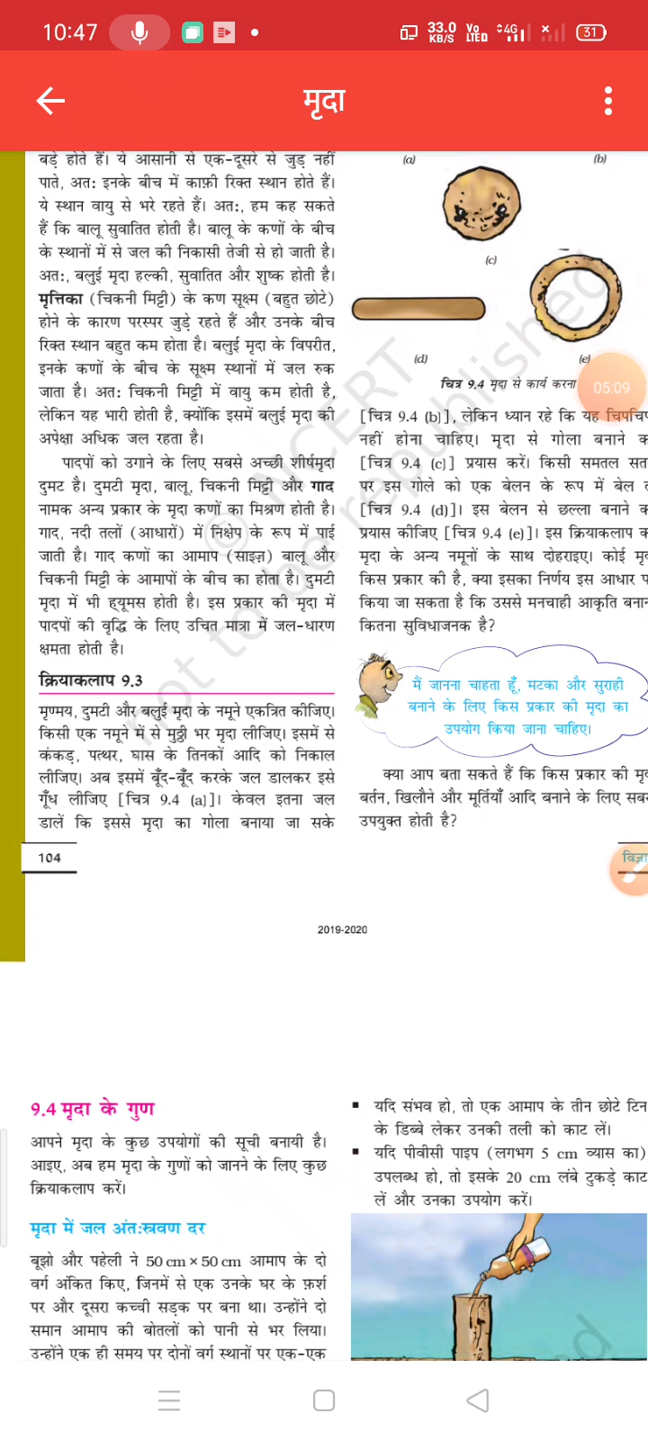 10:47
33.0 KB/S Vo LTED 4G 31
मृदा
बड़े होते हैं। ये आसानी से एक-दूसरे से जुड़ नहीं
पाते, अतः इनके बीच में काफ़ी रिक्त स्थान होते हैं।
ये स्थान वायु से भरे रहते हैं। अतः, हम कह सकते
हैं कि बालू सुवातित होती है। बालू के कणों के बीच
के स्थानों में से जल की निकासी तेजी से हो जाती है।
अतः, बलुई मृदा हल्की, सुवातित और शुष्क होती है।
मृत्तिका (चिकनी मिट्टी) के कण सूक्ष्म (बहुत छोटे)
होने के कारण परस्पर जुड़े रहते हैं और उनके बीच
रिक्त स्थान बहुत कम होता है। बलुई मृदा के विपरीत,
इनके कणों के बीच के सूक्ष्म स्थानों में जल रुक
जाता है। अतः चिकनी मिट्टी में वायु कम होती है,
लेकिन यह भारी होती है, क्योंकि इसमें बलुई मृदा की
अपेक्षा अधिक जल रहता है।
पादपों को उगाने के लिए सबसे अच्छी शीर्षमृदा
दुमट है। दुमटी मृदा, बालू, चिकनी मिट्टी और गाद
नामक अन्य प्रकार के मृदा कणों का मिश्रण होती है।
गाद, नदी तलों (आधारों) में निक्षेप के रूप में पाई
जाती है। गाद कणों का आमाप (साइज़) बालू और
चिकनी मिट्टी के आमापों के बीच का होता है। दुमटी
मृदा में भी ह्यूमस होती है। इस प्रकार की मृदा में
पादपों की वृद्धि के लिए उचित मात्रा में जल-धारण
क्षमता होती है।
क्रियाकलाप 9.3
मृण्मय, दुमटी और बलुई मृदा के नमूने एकत्रित कीजिए।
किसी एक नमूने में से मुट्ठी भर मृदा लीजिए। इसमें से
कंकड़, पत्थर, घास के तिनकों आदि को निकाल
लीजिए। अब इसमें बूँद-बूँद करके जल डालकर इसे
गूँध लीजिए [चित्र 9.4 (a)]। केवल इतना जल
डालें कि इससे मृदा का गोला बनाया जा सके
104
(a) (b)
(c)
(d) (e)
चित्र 9.4 मृदा से कार्य करना
05:09
[चित्र 9.4 (b)], लेकिन ध्यान रहे कि यह चिपचिप
नहीं होना चाहिए। मृदा से गोला बनाने क
[चित्र 9.4 (c)] प्रयास करें। किसी समतल सत
पर इस गोले को एक बेलन के रूप में बेल
[चित्र 9.4 (d)]। इस बेलन से छल्ला बनाने क
प्रयास कीजिए [चित्र 9.4 (e)]। इस क्रियाकलाप क
मृदा के अन्य नमूनों के साथ दोहराइए। कोई मृ
किस प्रकार की है, क्या इसका निर्णय इस आधार प
किया जा सकता है कि उससे मनचाही आकृति बनान
कितना सुविधाजनक है?
मैं जानना चाहता हूँ, मटका और सुराही
बनाने के लिए किस प्रकार की मृदा का
उपयोग किया जाना चाहिए।
क्या आप बता सकते हैं कि किस प्रकार की मृ
बर्तन, खिलौने और मूर्तियाँ आदि बनाने के लिए सब
उपयुक्त होती है?
विज्ञा
© NCERT
not to be republished
2019-2020
9.4 मृदा के गुण
आपने मृदा के कुछ उपयोगों की सूची बनायी है।
आइए, अब हम मृदा के गुणों को जानने के लिए कुछ
क्रियाकलाप करें।
मृदा में जल अंतःस्त्रवण दर
बूझो और पहेली ने 50 cm × 50 cm आमाप के दो
वर्ग अंकित किए, जिनमें से एक उनके घर के फ़र्श
पर और दूसरा कच्ची सड़क पर बना था। उन्होंने दो
समान आमाप की बोतलों को पानी से भर लिया।
उन्होंने एक ही समय पर दोनों वर्ग स्थानों पर एक-एक
▪ यदि संभव हो, तो एक आमाप के तीन छोटे टिन
के डिब्बे लेकर उनकी तली को काट लें।
▪ यदि पीवीसी पाइप (लगभग 5 cm व्यास का)
उपलब्ध हो, तो इसके 20 cm लंबे टुकड़े काट
लें और उनका उपयोग करें।